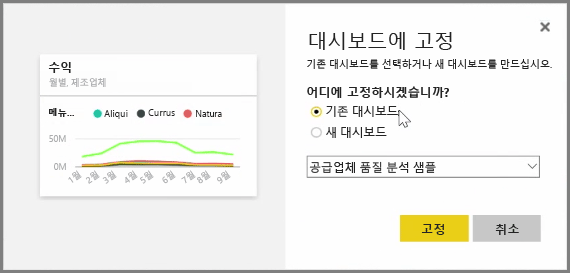 수익
월별, 제조업체
메뉴... Aliqui Currus Natura
50M
0M
1월 2월 3월 4월 5월 6월 7월 8월 9월
대시보드에 고정
기존 대시보드를 선택하거나 새 대시보드를 만드십시오.
어디에 고정하시겠습니까?
기존 대시보드
새 대시보드
공급업체 품질 분석 샘플
고정 취소